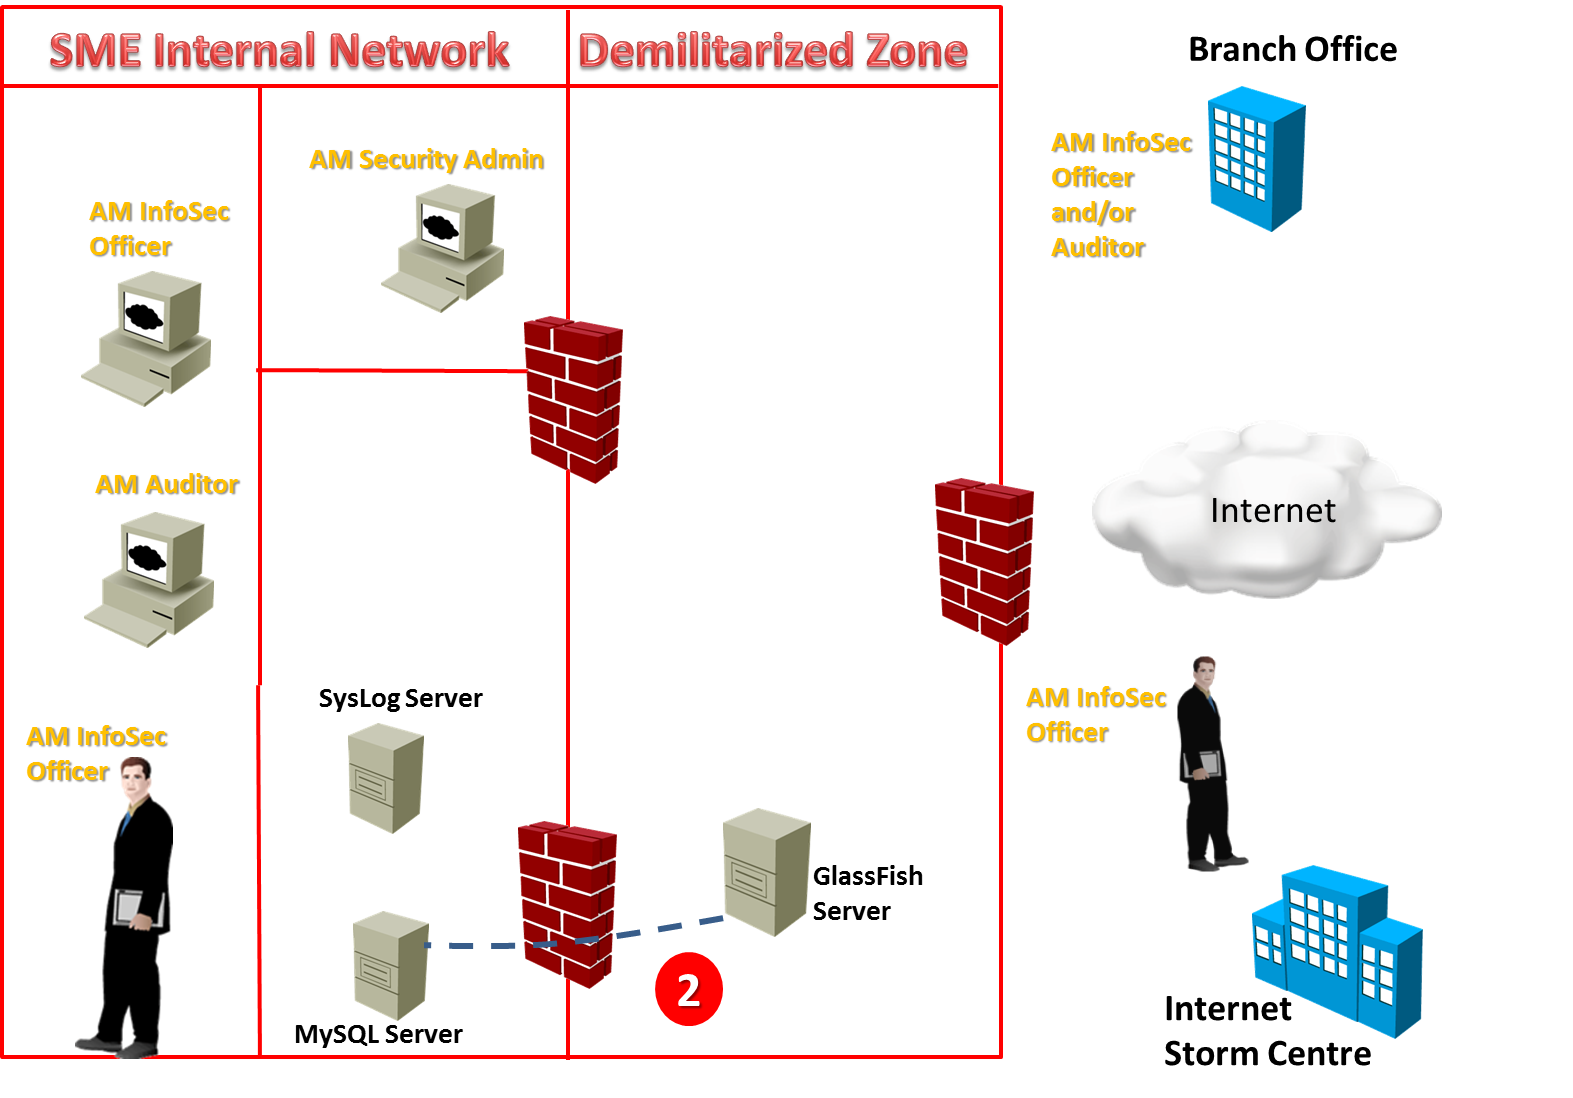 SME Internal Network
Demilitarized Zone
Branch Office
AM Security Admin
AM InfoSec
Officer
and/or
Auditor
AM InfoSec
Officer
AM Auditor
Internet
SysLog Server
AM InfoSec
Officer
AM InfoSec
Officer
GlassFish
Server
2
MySQL Server
Internet
Storm Centre